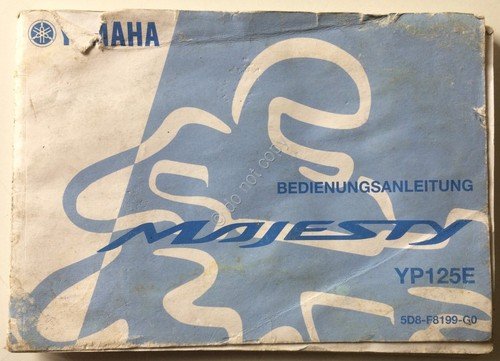 YAMAHA
BEDIENUNGSANLEITUNG
MAJESTY
YP125E
5D8-F8199-G0